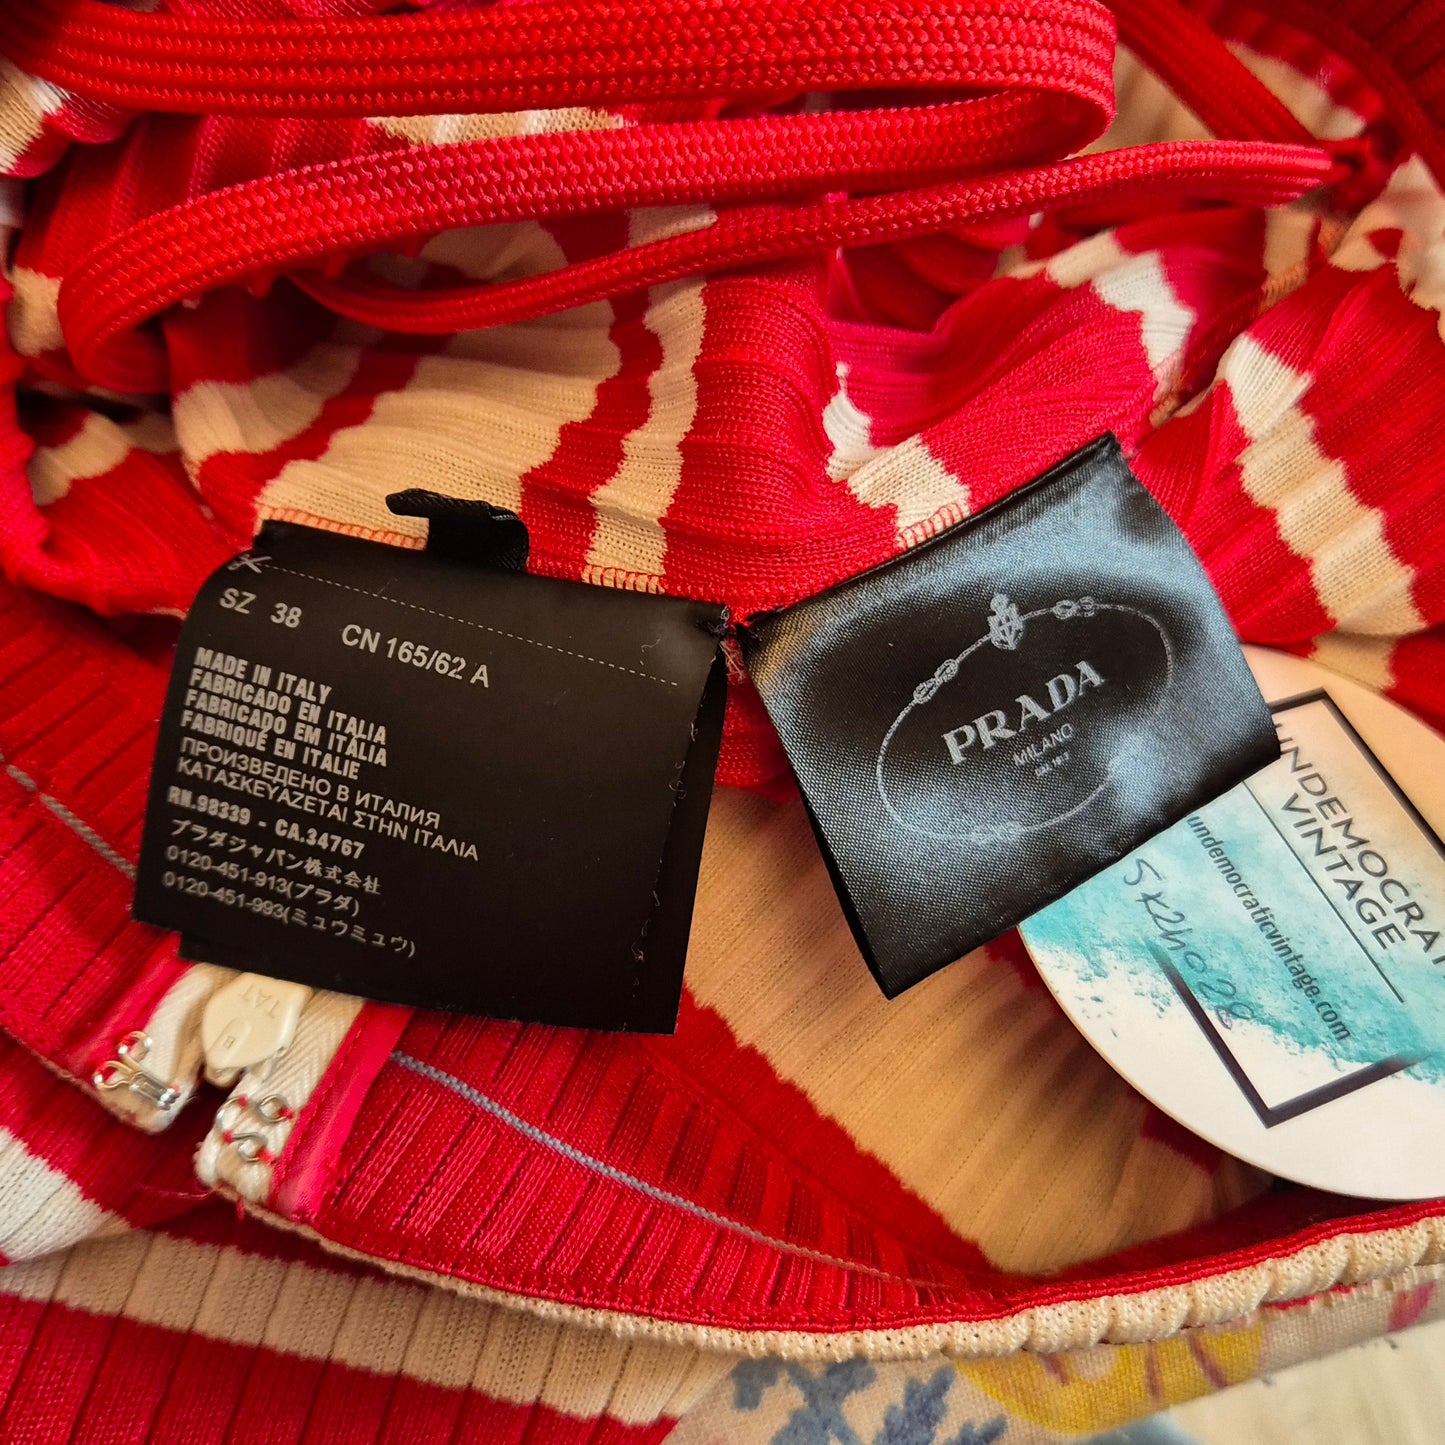 SZ 38 CN 165/62 A
MADE IN ITALY
FABRICADO EN ITALIA
FABRICADO EM ITÁLIA
FABRIQUÉ EN ITALIE
ПРОИЗВЕДЕНО В ИТАЛИЯ
ΚΑΤΑΣΚΕΥΑΖΕΤΑΙ ΣΤΗΝ ΙΤΑΛΙΑ
RN.98339 - CA.34767
プラダジャパン株式会社
0120-451-913(プラダ)
0120-451-993(ミュウミュウ)
PRADA
MILANO
UNDEMOCRAT
VINTAGE
undemocraticvintage.com